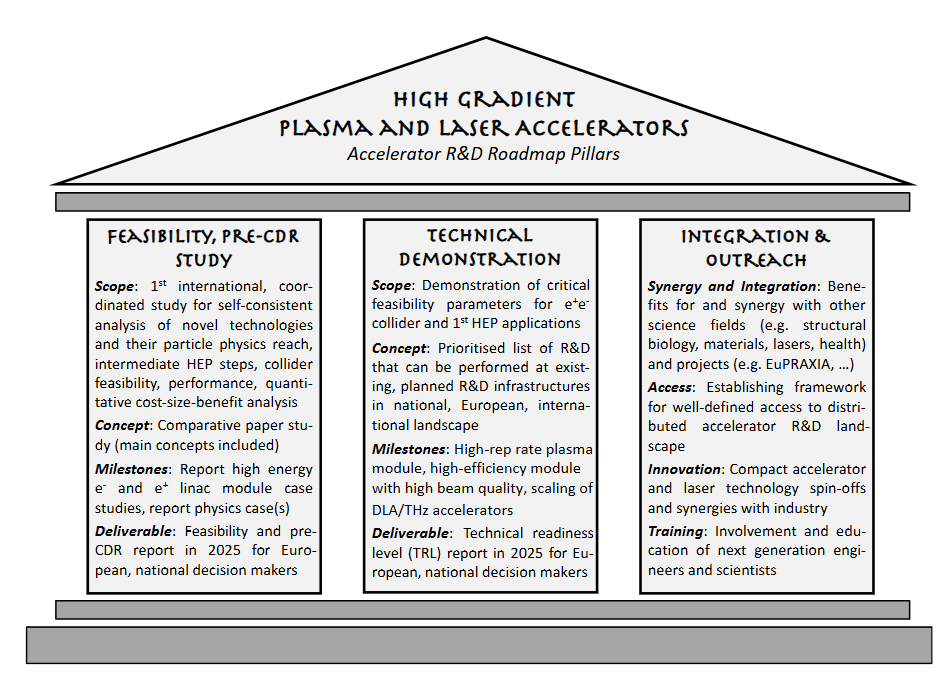 HIGH GRADIENT
PLASMA AND LASER ACCELERATORS
Accelerator R&D Roadmap Pillars
FEASIBILITY, PRE-CDR
STUDY
Scope: 1st international, coor-
dinated study for self-consistent
analysis of novel technologies
and their particle physics reach,
intermediate HEP steps, collider
feasibility, performance, quanti-
tative cost-size-benefit analysis
Concept: Comparative paper stu-
dy (main concepts included)
Milestones: Report high energy
e- and e+ linac module case
studies, report physics case(s)
Deliverable: Feasibility and pre-
CDR report in 2025 for Euro-
pean, national decision makers
TECHNICAL
DEMONSTRATION
Scope: Demonstration of critical
feasibility parameters for e+e-
collider and 1st HEP applications
Concept: Prioritised list of R&D
that can be performed at exist-
ing, planned R&D infrastructures
in national, European, interna-
tional landscape
Milestones: High-rep rate plasma
module, high-efficiency module
with high beam quality, scaling of
DLA/THz accelerators
Deliverable: Technical readiness
level (TRL) report in 2025 for Eu-
ropean, national decision makers
INTEGRATION &
OUTREACH
Synergy and Integration: Bene-
fits for and synergy with other
science fields (e.g. structural
biology, materials, lasers, health)
and projects (e.g. EuPRAXIA, ...)
Access: Establishing framework
for well-defined access to distri-
buted accelerator R&D land-
scape
Innovation: Compact accelerator
and laser technology spin-offs
and synergies with industry
Training: Involvement and edu-
cation of next generation engi-
neers and scientists